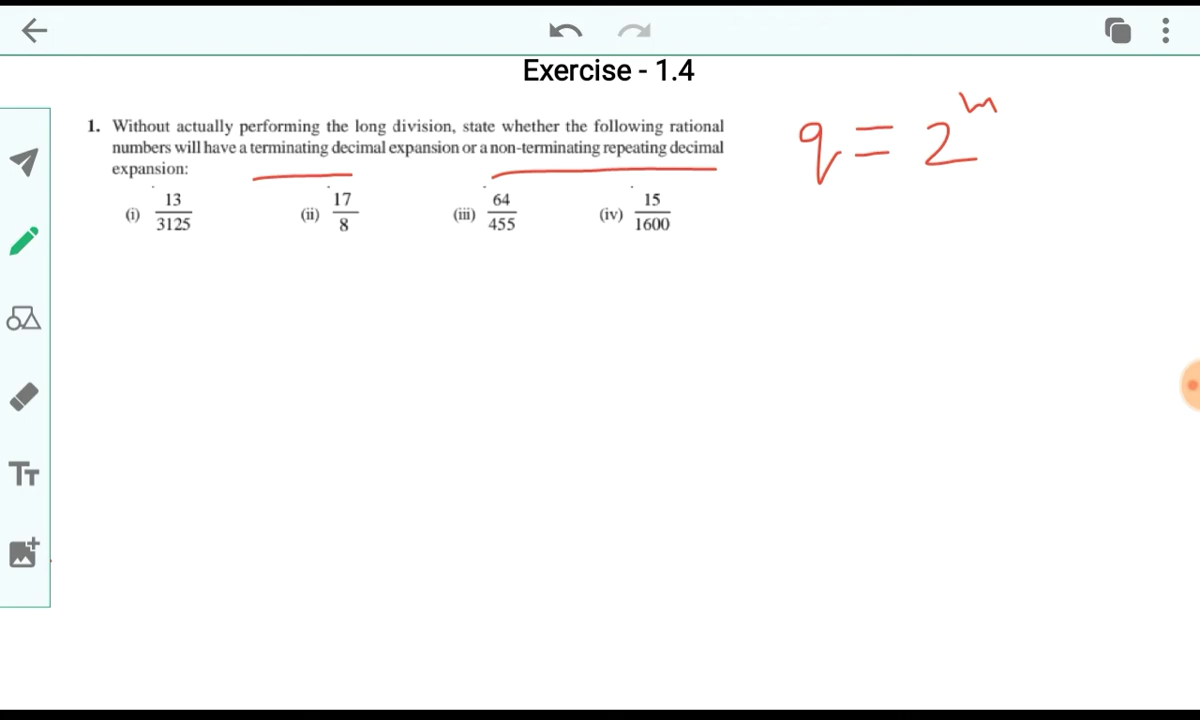 Exercise - 1.4
1. Without actually performing the long division, state whether the following rational
numbers will have a terminating decimal expansion or a non-terminating repeating decimal
expansion:
(i) 13/3125 (ii) 17/8 (iii) 64/455 (iv) 15/1600
q = 2^m
TT